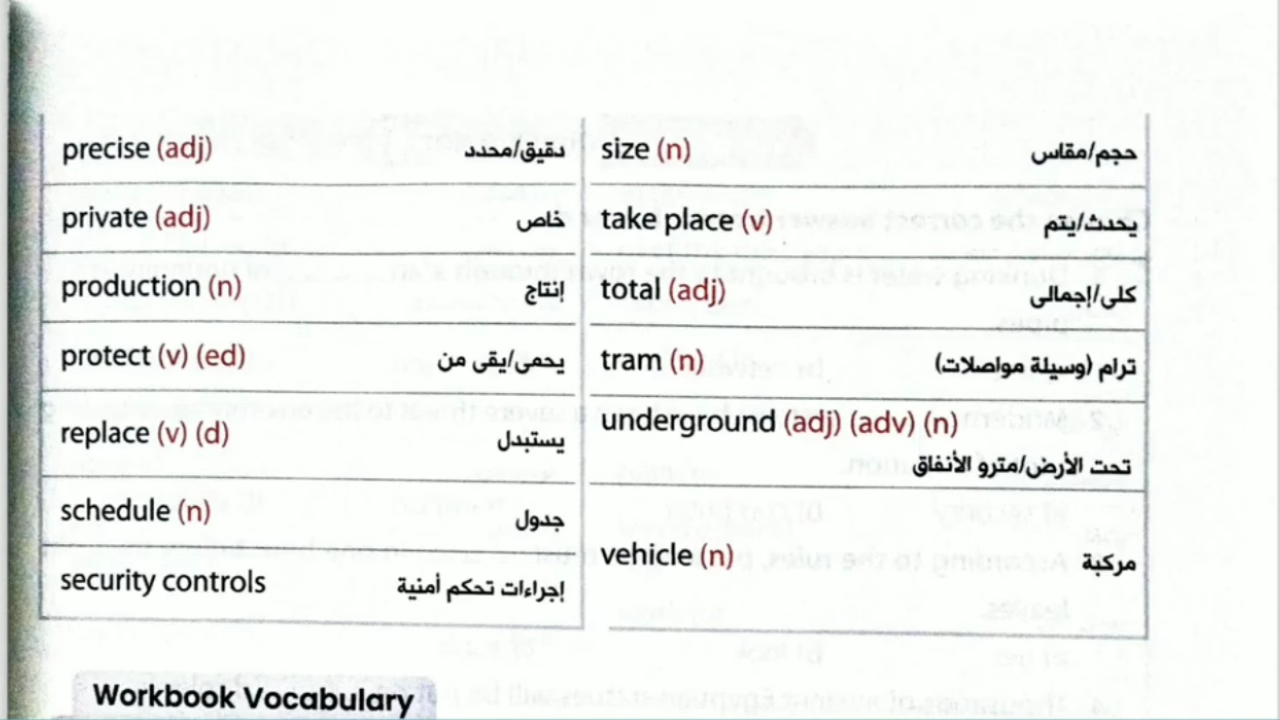 precise (adj) دقيق/محدد
private (adj) خاص
production (n) إنتاج
protect (v) (ed) يحمى/يقى من
replace (v) (d) يستبدل
schedule (n) جدول
security controls إجراءات تحكم أمنية
size (n) حجم/مقاس
take place (v) يحدث/يتم
total (adj) كلى/إجمالى
tram (n) ترام (وسيلة مواصلات)
underground (adj) (adv) (n)
تحت الأرض/مترو الأنفاق
vehicle (n) مركبة
Workbook Vocabulary